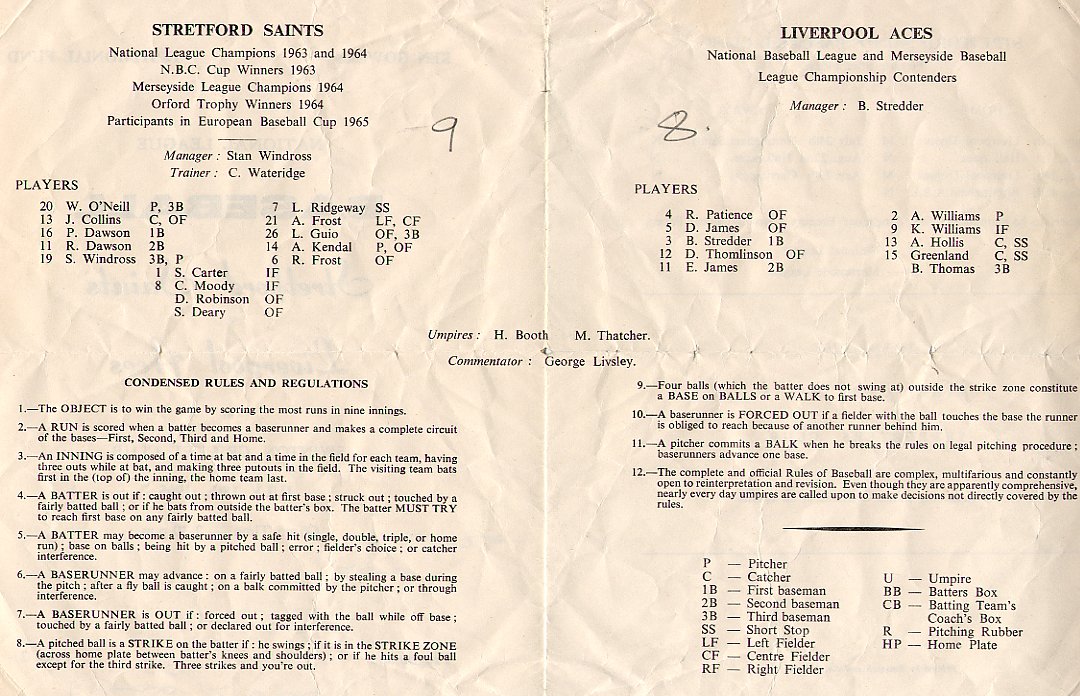 STRETFORD SAINTS
National League Champions 1963 and 1964
N.B.C. Cup Winners 1963
Merseyside League Champions 1964
Orford Trophy Winners 1964
Participants in European Baseball Cup 1965
9
Manager : Stan Windross
Trainer : C. Wateridge
PLAYERS
20 W. O'Neill P, 3B
13 J. Collins C, OF
16 P. Dawson 1B
11 R. Dawson 2B
19 S. Windross 3B, P
7 L. Ridgeway SS
21 A. Frost LF, CF
26 L. Guio OF, 3B
14 A. Kendal P, OF
6 R. Frost OF
1 S. Carter IF
8 C. Moody IF
D. Robinson OF
S. Deary OF
LIVERPOOL ACES
National Baseball League and Merseyside Baseball
League Championship Contenders
Manager : B. Stredder
8.
PLAYERS
4 R. Patience OF
5 D. James OF
3 B. Stredder 1B
12 D. Thomlinson OF
11 E. James 2B
2 A. Williams P
9 K. Williams IF
13 A. Hollis C, SS
15 Greenland C, SS
B. Thomas 3B
Umpires : H. Booth M. Thatcher.
Commentator : George Livsley.
CONDENSED RULES AND REGULATIONS
1.—The OBJECT is to win the game by scoring the most runs in nine innings.
2.—A RUN is scored when a batter becomes a baserunner and makes a complete circuit
of the bases—First, Second, Third and Home.
3.—An INNING is composed of a time at bat and a time in the field for each team, having
three outs while at bat, and making three putouts in the field. The visiting team bats
first in the (top of) the inning, the home team last.
4.—A BATTER is out if : caught out ; thrown out at first base ; struck out ; touched by a
fairly batted ball ; or if he bats from outside the batter's box. The batter MUST TRY
to reach first base on any fairly batted ball.
5.—A BATTER may become a baserunner by a safe hit (single, double, triple, or home
run) ; base on balls ; being hit by a pitched ball ; error ; fielder's choice ; or catcher
interference.
6.—A BASERUNNER may advance : on a fairly batted ball ; by stealing a base during
the pitch ; after a fly ball is caught ; on a balk committed by the pitcher ; or through
interference.
7.—A BASERUNNER is OUT if : forced out ; tagged with the ball while off base ;
touched by a fairly batted ball ; or declared out for interference.
8.—A pitched ball is a STRIKE on the batter if : he swings ; if it is in the STRIKE ZONE
(across home plate between batter's knees and shoulders) ; or if he hits a foul ball
except for the third strike. Three strikes and you're out.
9.—Four balls (which the batter does not swing at) outside the strike zone constitute
a BASE on BALLS or a WALK to first base.
10.—A baserunner is FORCED OUT if a fielder with the ball touches the base the runner
is obliged to reach because of another runner behind him.
11.—A pitcher commits a BALK when he breaks the rules on legal pitching procedure ;
baserunners advance one base.
12.—The complete and official Rules of Baseball are complex, multifarious and constantly
open to reinterpretation and revision. Even though they are apparently comprehensive,
nearly every day umpires are called upon to make decisions not directly covered by the
rules.
P — Pitcher
C — Catcher
1B — First baseman
2B — Second baseman
3B — Third baseman
SS — Short Stop
LF — Left Fielder
CF — Centre Fielder
RF — Right Fielder
U — Umpire
BB — Batters Box
CB — Batting Team's
Coach's Box
R — Pitching Rubber
HP — Home Plate